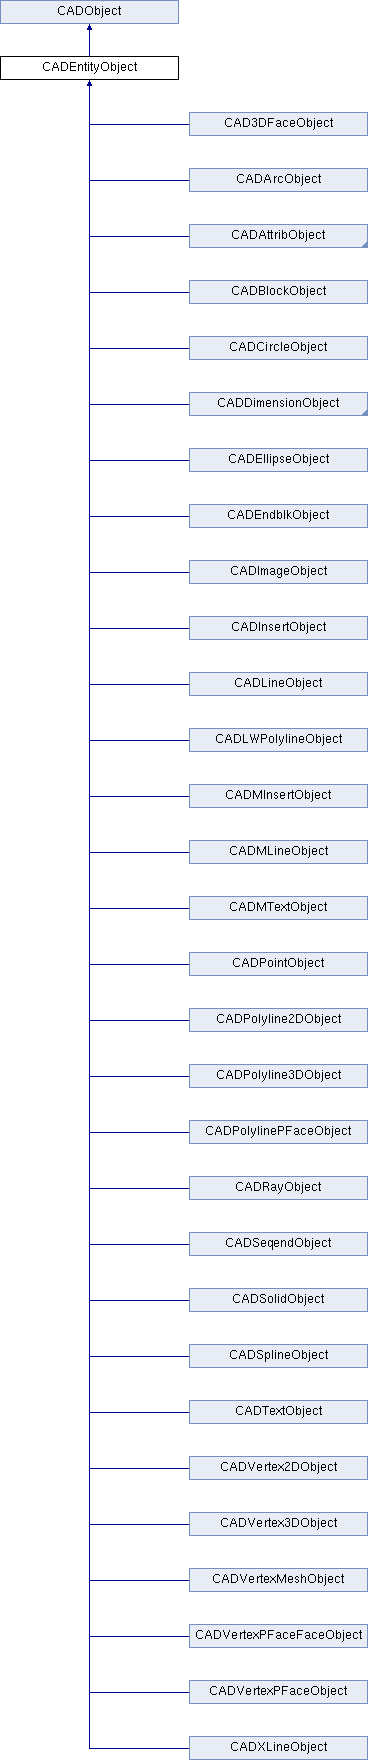 CADObject
CADEntityObject
CAD3DFaceObject
CADArcObject
CADAttribObject
CADBlockObject
CADCircleObject
CADDimensionObject
CADEllipseObject
CADEndblkObject
CADImageObject
CADInsertObject
CADLineObject
CADLWPolylineObject
CADMInsertObject
CADMLineObject
CADMTextObject
CADPointObject
CADPolyline2DObject
CADPolyline3DObject
CADPolylinePFaceObject
CADRayObject
CADSeqendObject
CADSolidObject
CADSplineObject
CADTextObject
CADVertex2DObject
CADVertex3DObject
CADVertexMeshObject
CADVertexPFaceFaceObject
CADVertexPFaceObject
CADXLineObject